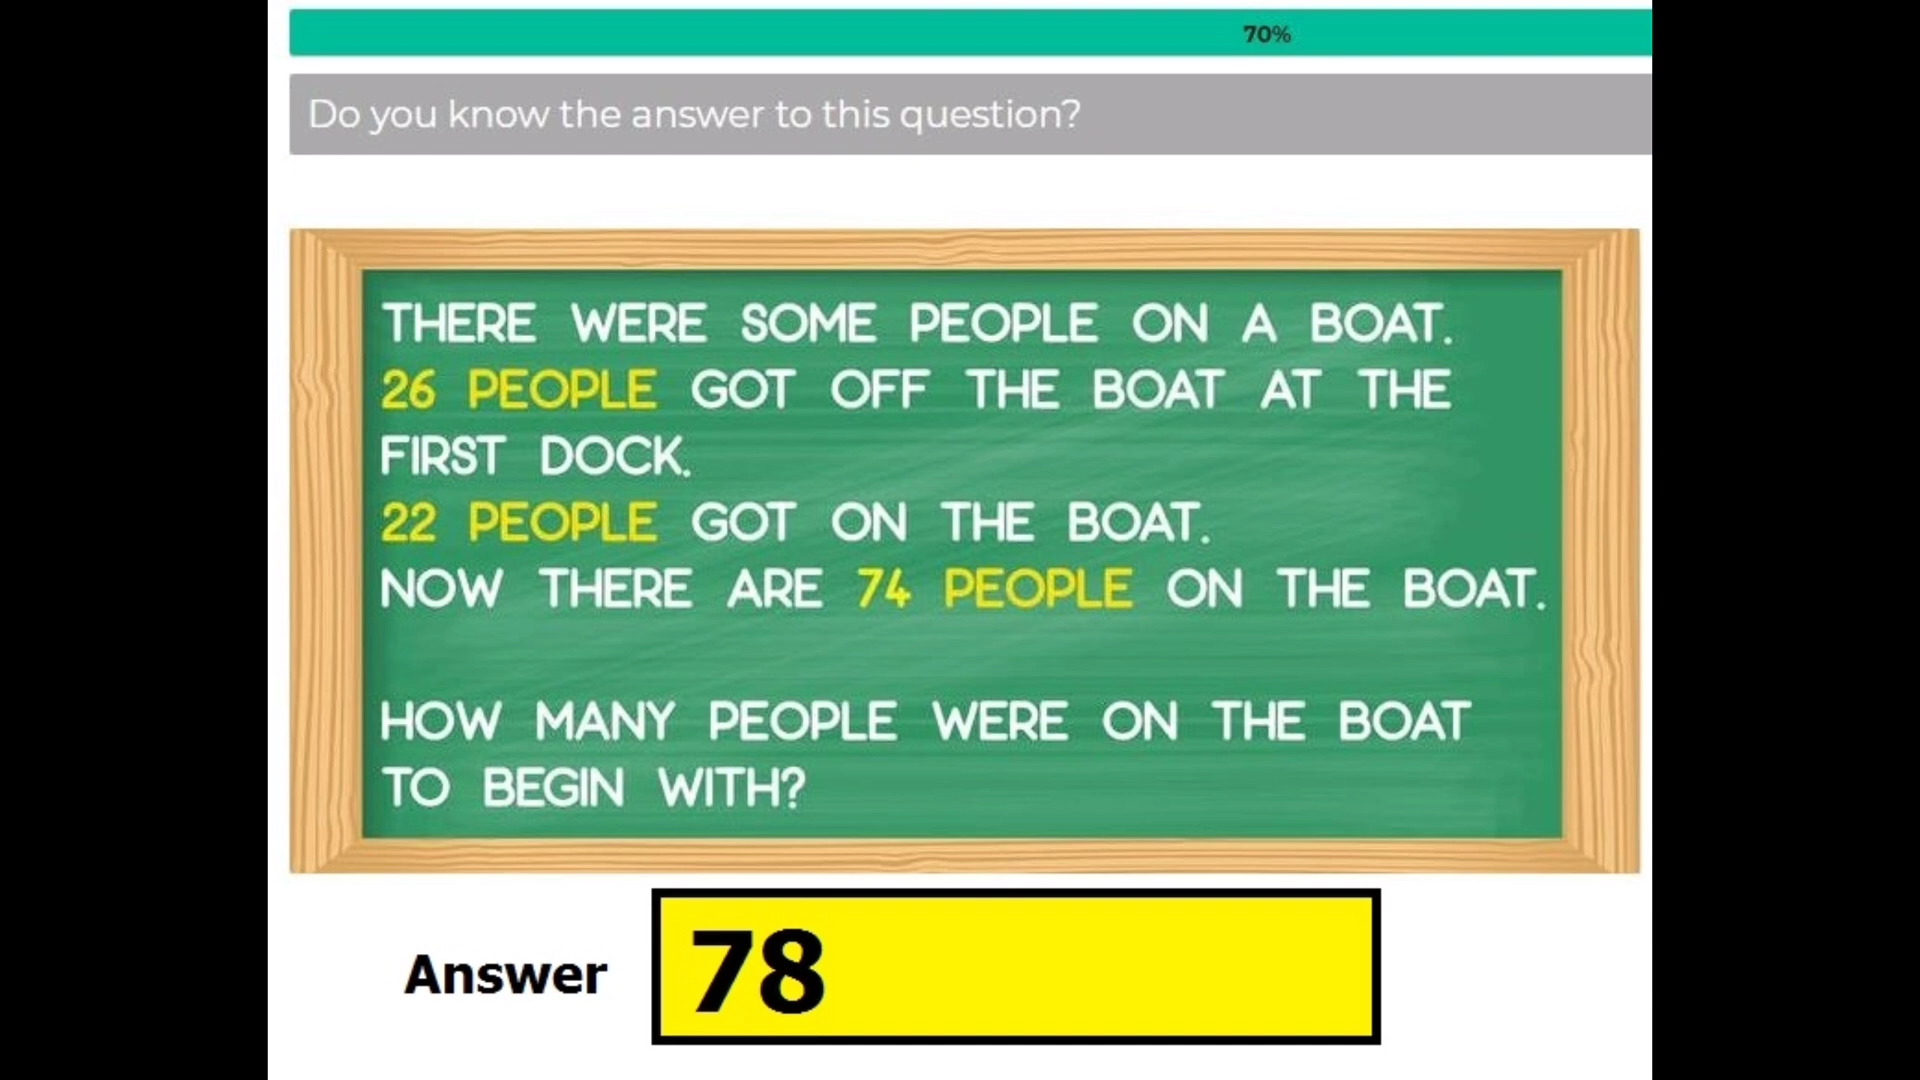 70%
Do you know the answer to this question?
THERE WERE SOME PEOPLE ON A BOAT.
26 PEOPLE GOT OFF THE BOAT AT THE
FIRST DOCK.
22 PEOPLE GOT ON THE BOAT.
NOW THERE ARE 74 PEOPLE ON THE BOAT.
HOW MANY PEOPLE WERE ON THE BOAT
TO BEGIN WITH?
Answer 78